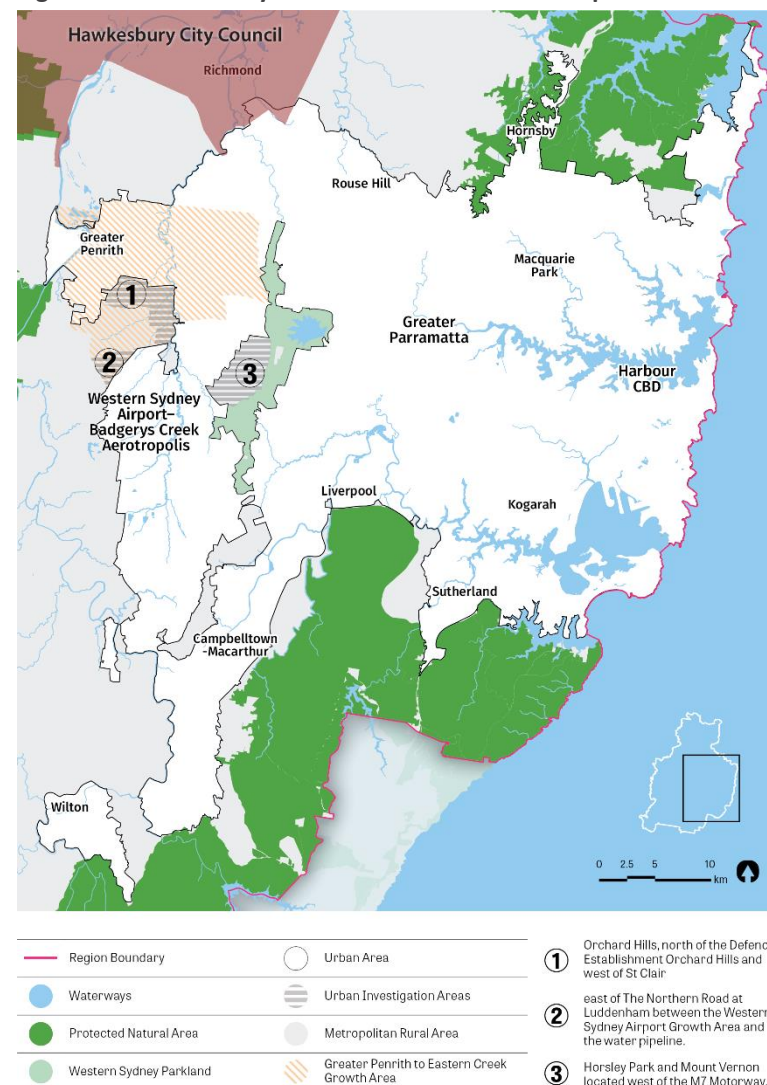 Hawkesbury City Council
Richmond
Hornsby
Rouse Hill
Greater
Penrith
Macquarie
Park
1
Greater
Parramatta
2
3
Harbour
CBD
Western Sydney
Airport–
Badgerys Creek
Aerotropolis
Liverpool
Kogarah
Sutherland
Campbelltown
-Macarthur
Wilton
0 2.5 5 10
km
Region Boundary
Waterways
Protected Natural Area
Western Sydney Parkland
Urban Area
Urban Investigation Areas
Metropolitan Rural Area
Greater Penrith to Eastern Creek
Growth Area
1
Orchard Hills, north of the Defenc
Establishment Orchard Hills and
west of St Clair
2
east of The Northern Road at
Luddenham between the Western
Sydney Airport Growth Area and
the water pipeline.
3
Horsley Park and Mount Vernon
located west of the M7 Motorway